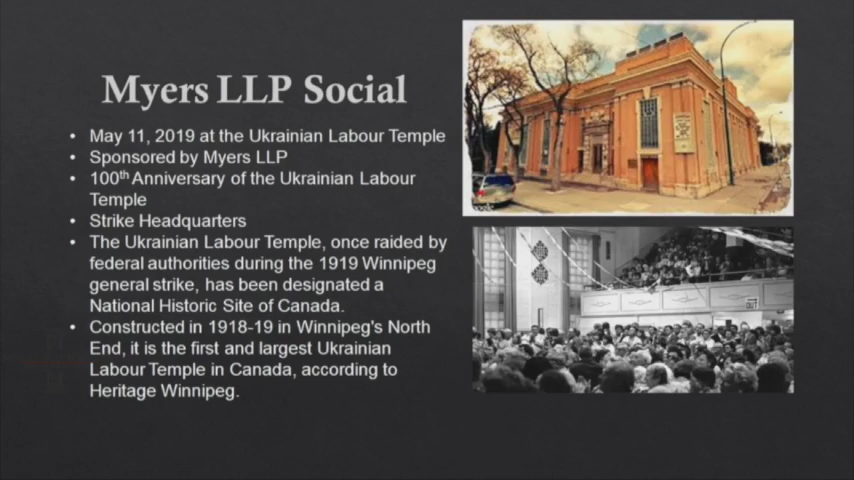 Myers LLP Social
• May 11, 2019 at the Ukrainian Labour Temple
• Sponsored by Myers LLP
• 100th Anniversary of the Ukrainian Labour
Temple
• Strike Headquarters
• The Ukrainian Labour Temple, once raided by
federal authorities during the 1919 Winnipeg
general strike, has been designated a
National Historic Site of Canada.
• Constructed in 1918-19 in Winnipeg's North
End, it is the first and largest Ukrainian
Labour Temple in Canada, according to
Heritage Winnipeg.
OUT